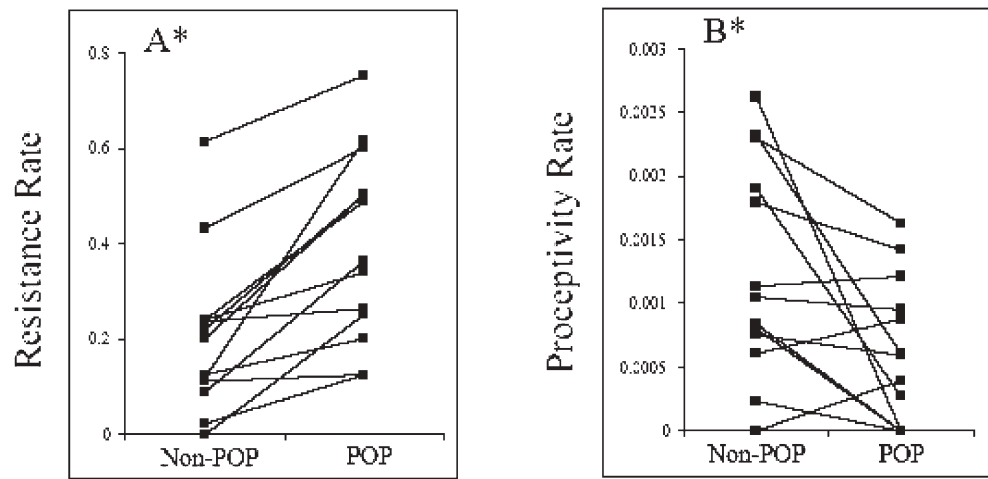 A*
Resistance Rate
0.8
0.6
0.4
0.2
0
Non-POP POP
B*
Proceptivity Rate
0.003
0.0025
0.002
0.0015
0.001
0.0005
0
Non-POP POP